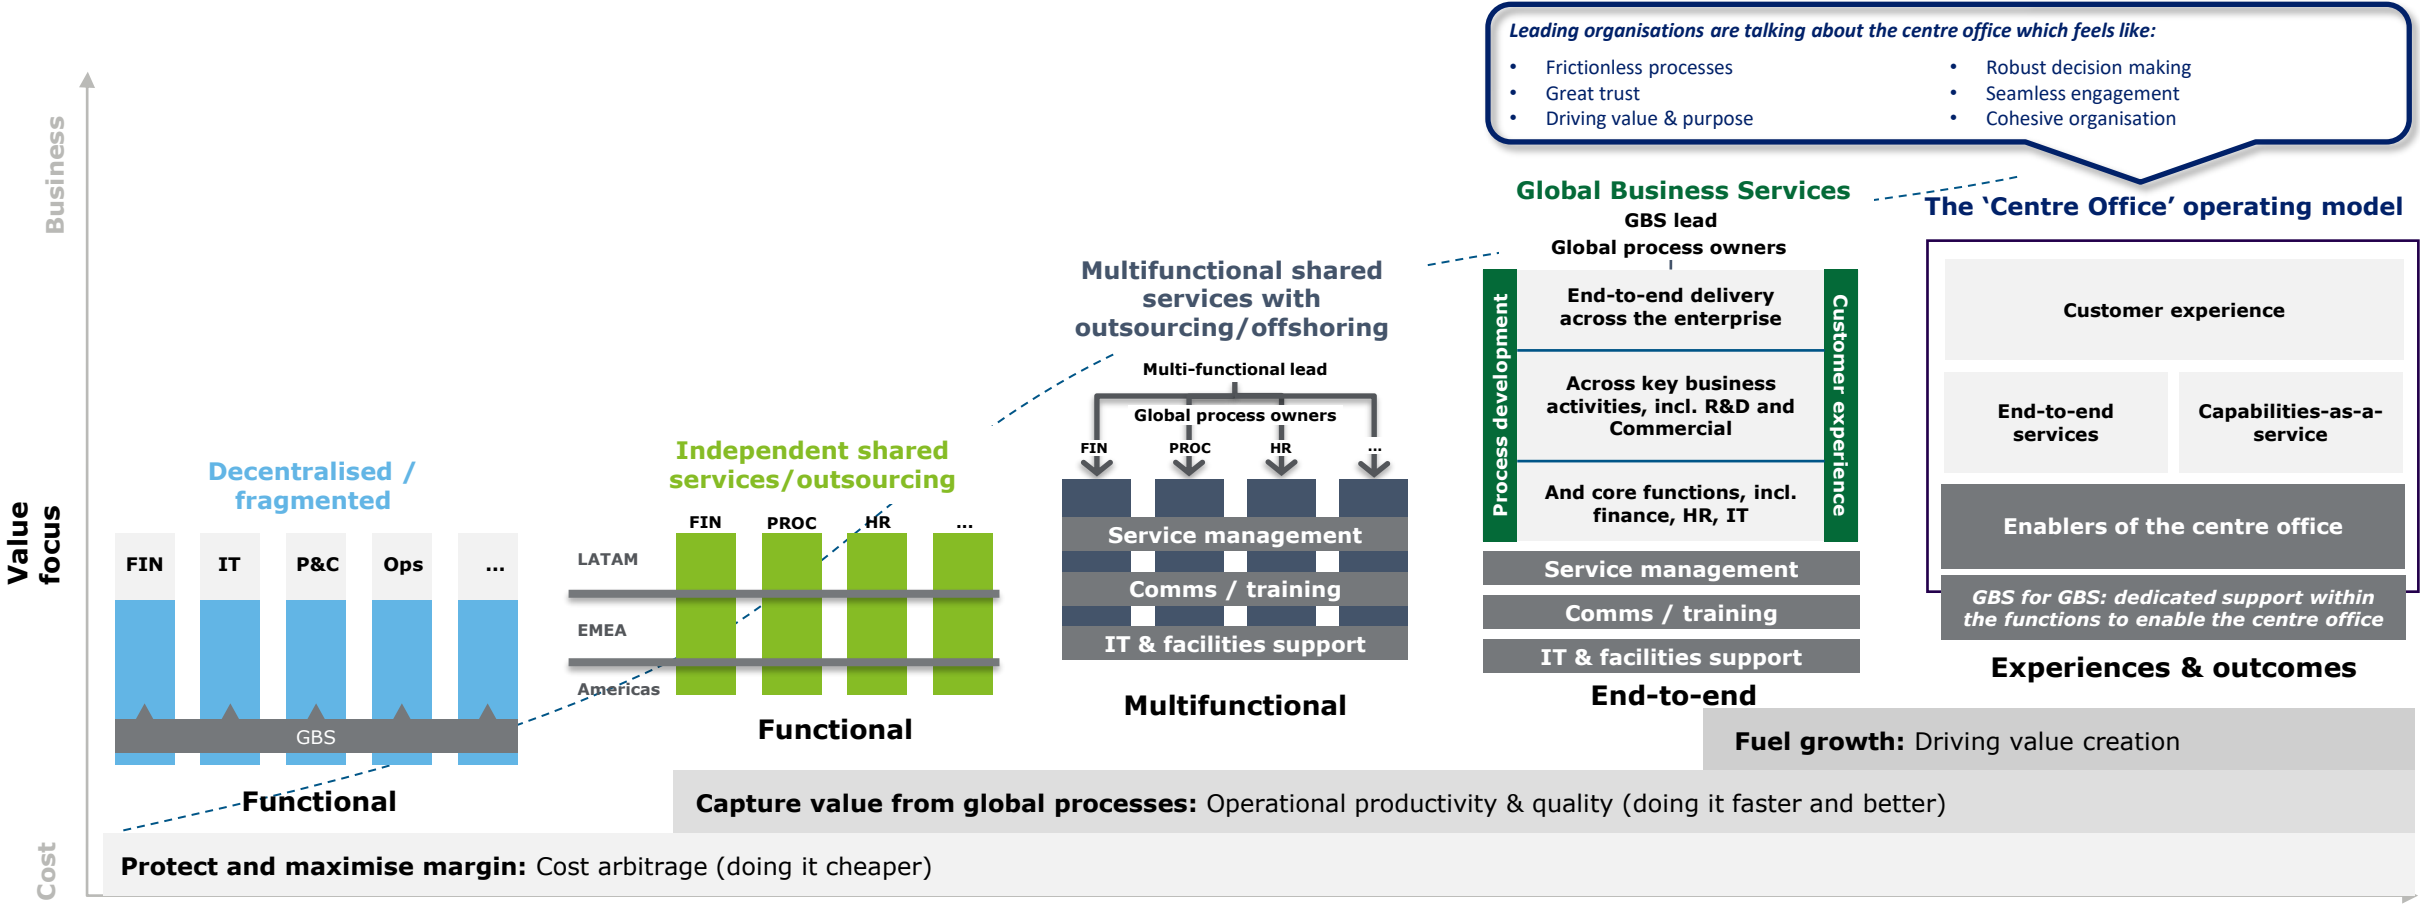 Leading organisations are talking about the centre office which feels like:
• Frictionless processes
• Great trust
• Driving value & purpose
• Robust decision making
• Seamless engagement
• Cohesive organisation
Business
Value
focus
Cost
Decentralised /
fragmented
FIN
IT
P&C
Ops
...
GBS
Functional
Independent shared
services/outsourcing
FIN
PROC
HR
...
LATAM
EMEA
Americas
Functional
Multifunctional shared
services with
outsourcing/offshoring
Multi-functional lead
Global process owners
FIN
PROC
HR
...
Service management
Comms / training
IT & facilities support
Multifunctional
Global Business Services
GBS lead
Global process owners
Process development
End-to-end delivery
across the enterprise
Across key business
activities, incl. R&D and
Commercial
And core functions, incl.
finance, HR, IT
Customer experience
Service management
Comms / training
IT & facilities support
End-to-end
The ‘Centre Office’ operating model
Customer experience
End-to-end
services
Capabilities-as-a-
service
Enablers of the centre office
GBS for GBS: dedicated support within
the functions to enable the centre office
Experiences & outcomes
Fuel growth: Driving value creation
Capture value from global processes: Operational productivity & quality (doing it faster and better)
Protect and maximise margin: Cost arbitrage (doing it cheaper)